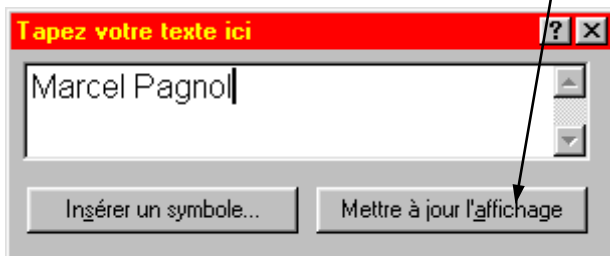 Tapez votre texte ici
Marcel Pagnol
Insérer un symbole... Mettre à jour l'affichage